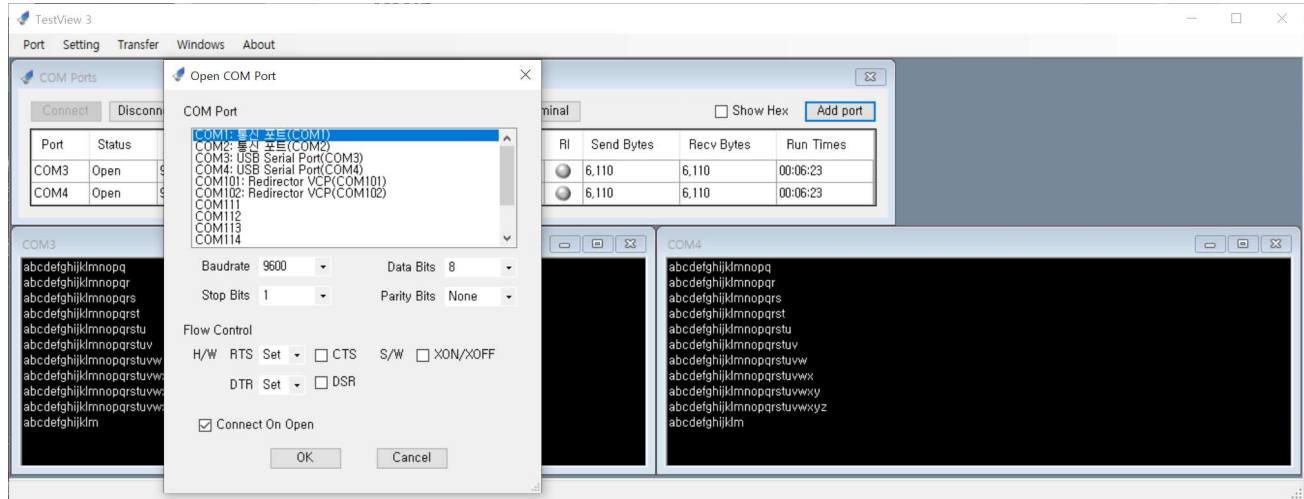 TestView 3
Port Setting Transfer Windows About
COM Ports
Connect
Show Hex Add port
Port Status RI Send Bytes Recv Bytes Run Times
COM3 Open 6,110 6,110 00:06:23
COM4 Open 6,110 6,110 00:06:23
Open COM Port
COM Port
COM1: 통신 포트(COM1)
COM2: 통신 포트(COM2)
COM3: USB Serial Port(COM3)
COM4: USB Serial Port(COM4)
COM101: Redirector VCP(COM101)
COM102: Redirector VCP(COM102)
COM111
COM112
COM113
COM114
Baudrate 9600 Data Bits 8
Stop Bits 1 Parity Bits None
Flow Control
H/W RTS Set CTS S/W XON/XOFF
DTR Set DSR
Connect On Open
OK Cancel
COM3
abcdefghijklmnopq
abcdefghijklmnopqr
abcdefghijklmnopqrs
abcdefghijklmnopqrst
abcdefghijklmnopqrstu
abcdefghijklmnopqrstuv
abcdefghijklmnopqrstuvw
abcdefghijklmnopqrstuvw
abcdefghijklmnopqrstuvw
abcdefghijklmnopqrstuvw
abcdefghijklm
COM4
abcdefghijklmnopq
abcdefghijklmnopqr
abcdefghijklmnopqrs
abcdefghijklmnopqrst
abcdefghijklmnopqrstu
abcdefghijklmnopqrstuv
abcdefghijklmnopqrstuvw
abcdefghijklmnopqrstuvwx
abcdefghijklmnopqrstuvwxy
abcdefghijklmnopqrstuvwxyz
abcdefghijklm